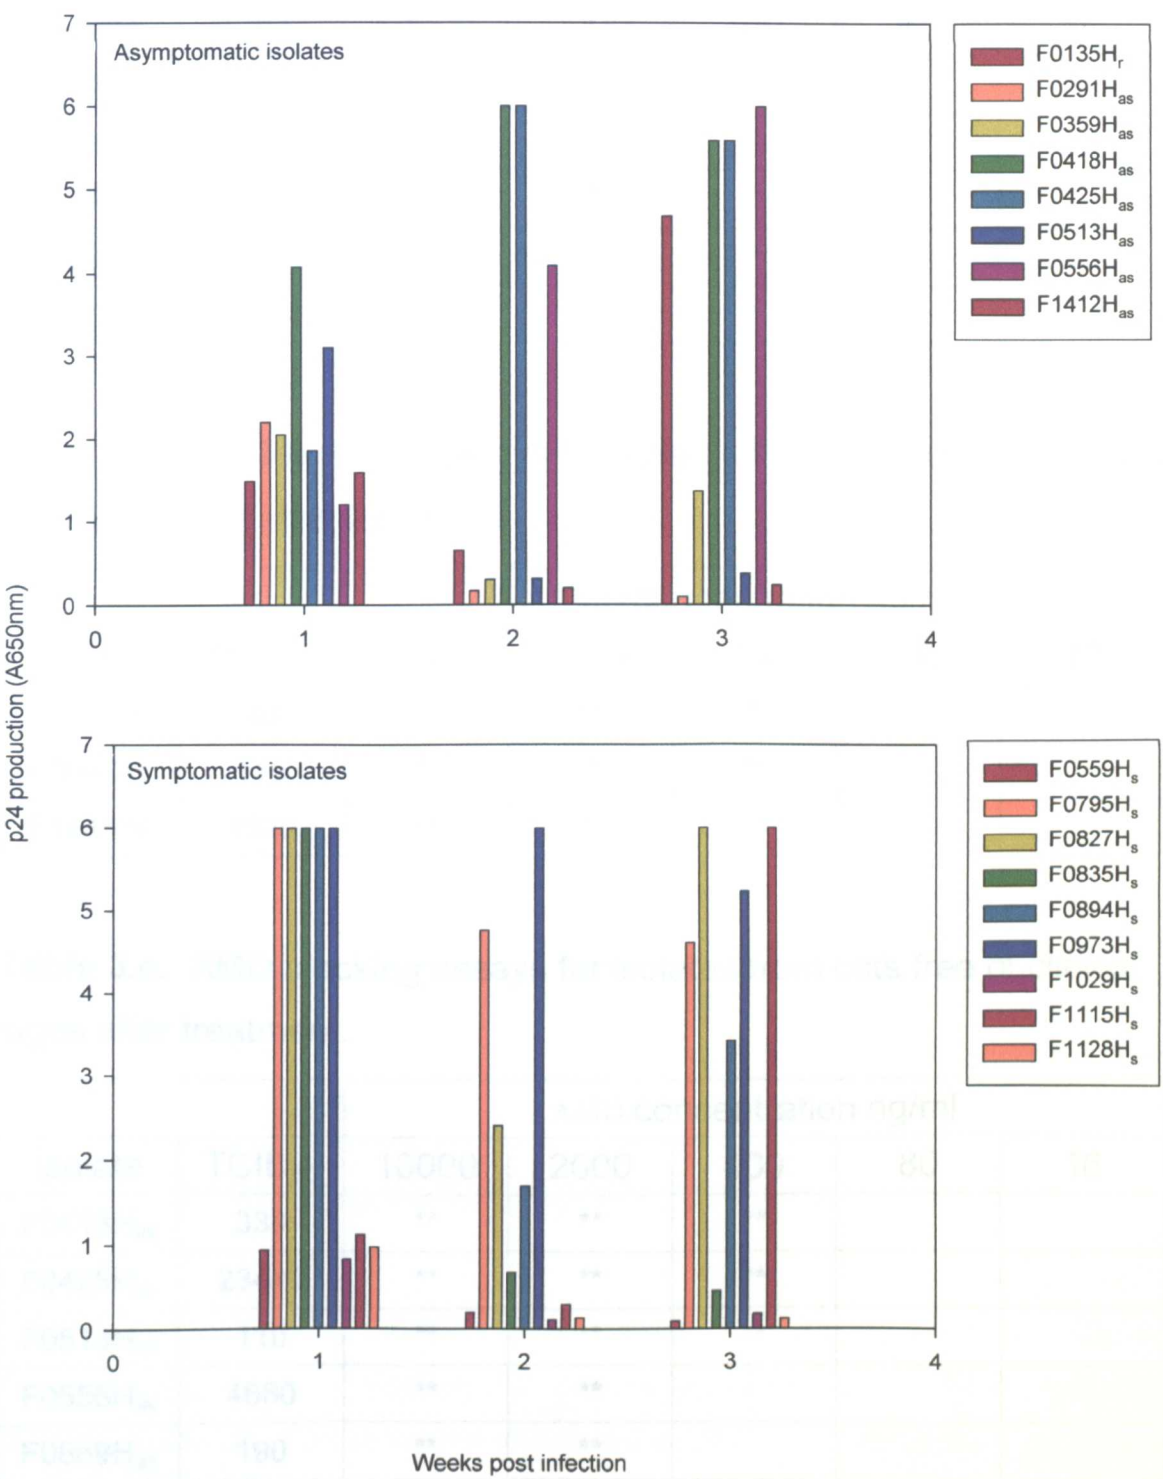 Asymptomatic isolates
7
6
5
4
3
2
1
0
0 1 2 3 4
F0135Hr
F0291Has
F0359Has
F0418Has
F0425Has
F0513Has
F0556Has
F1412Has
p24 production (A650nm)
Symptomatic isolates
7
6
5
4
3
2
1
0
0 1 2 3 4
F0559Hs
F0795Hs
F0827Hs
F0835Hs
F0894Hs
F0973Hs
F1029Hs
F1115Hs
F1128Hs
Weeks post infection